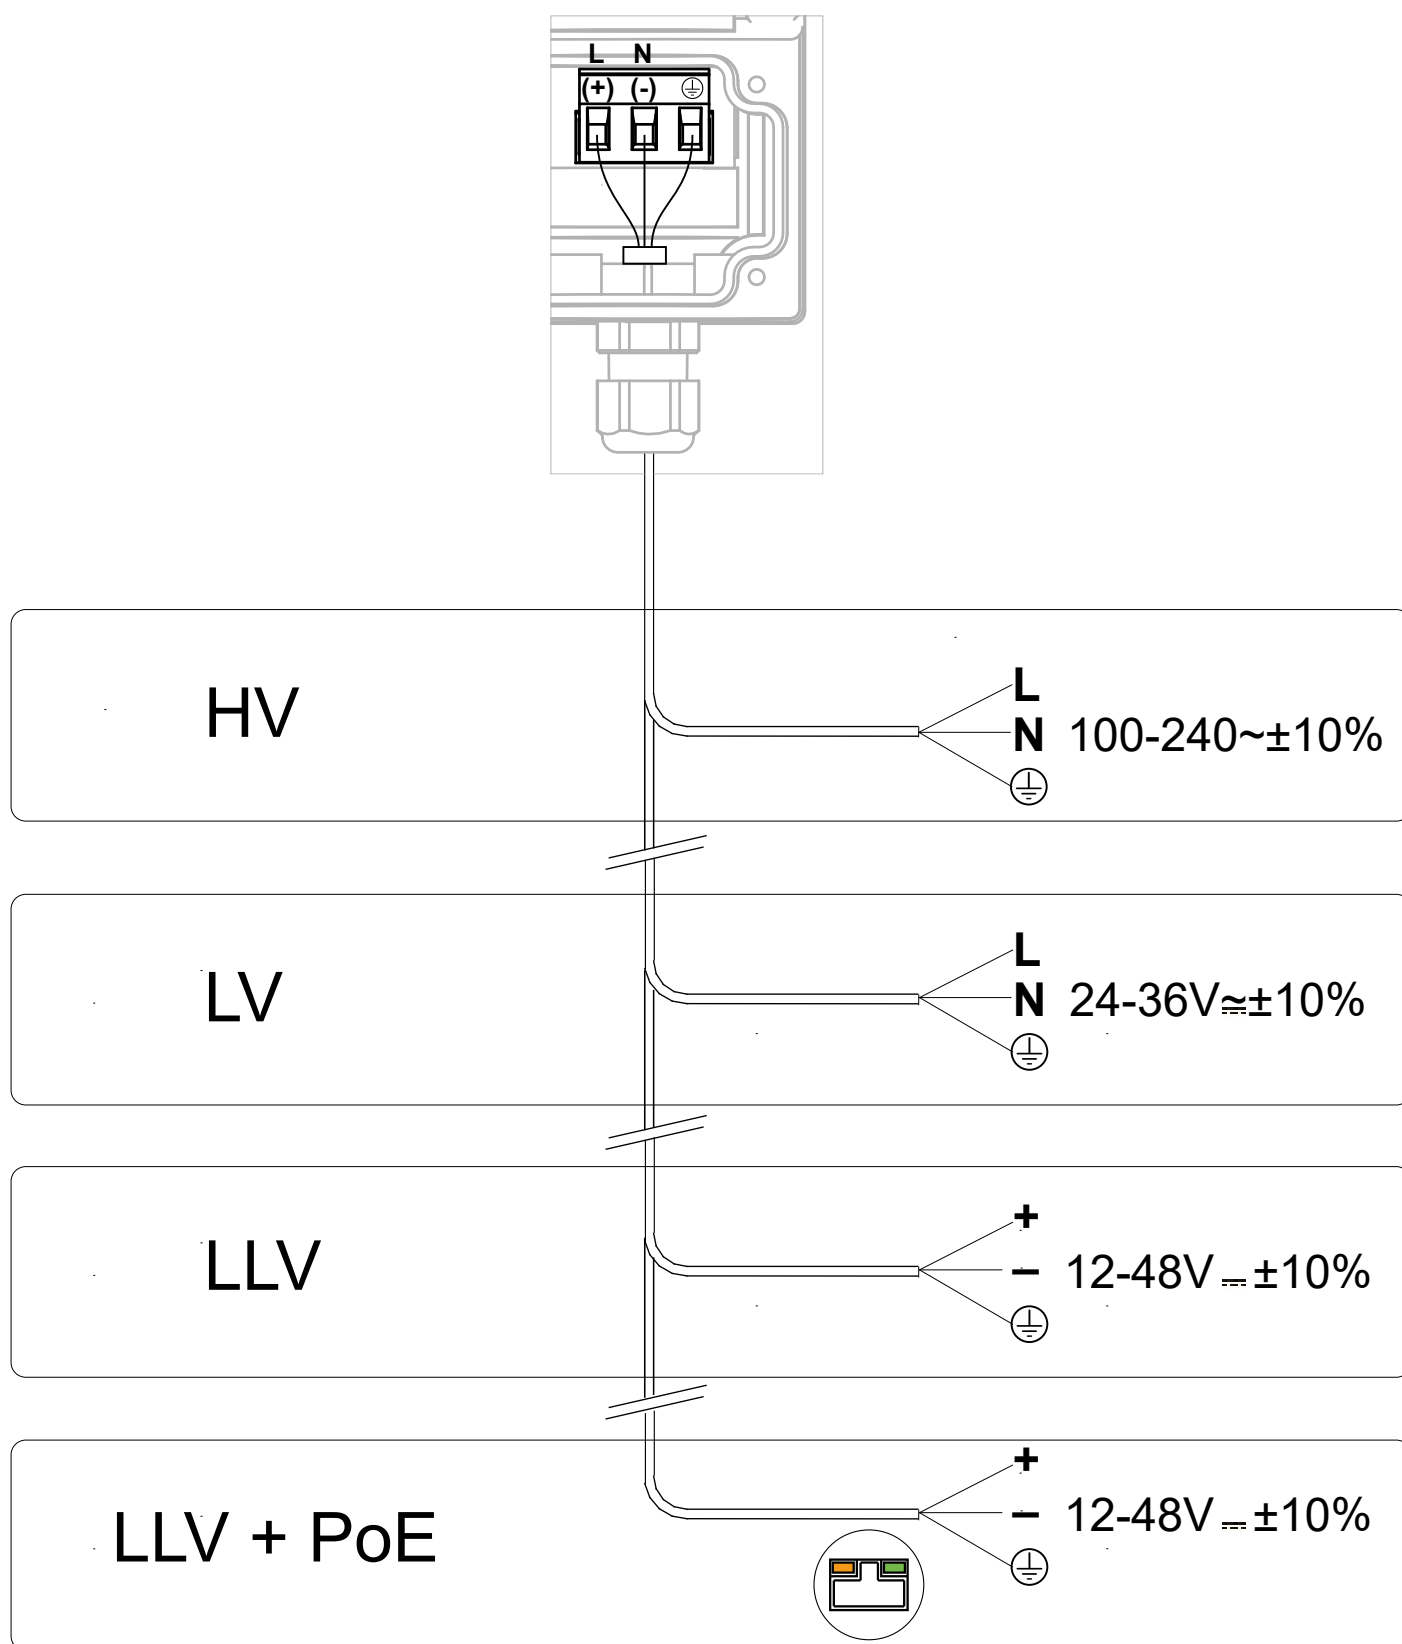 L N
(+) (-)
HV
L
N 100-240~±10%
LV
L
N 24-36V≂±10%
LLV
+
– 12-48V⎓±10%
LLV + PoE
+
– 12-48V⎓±10%